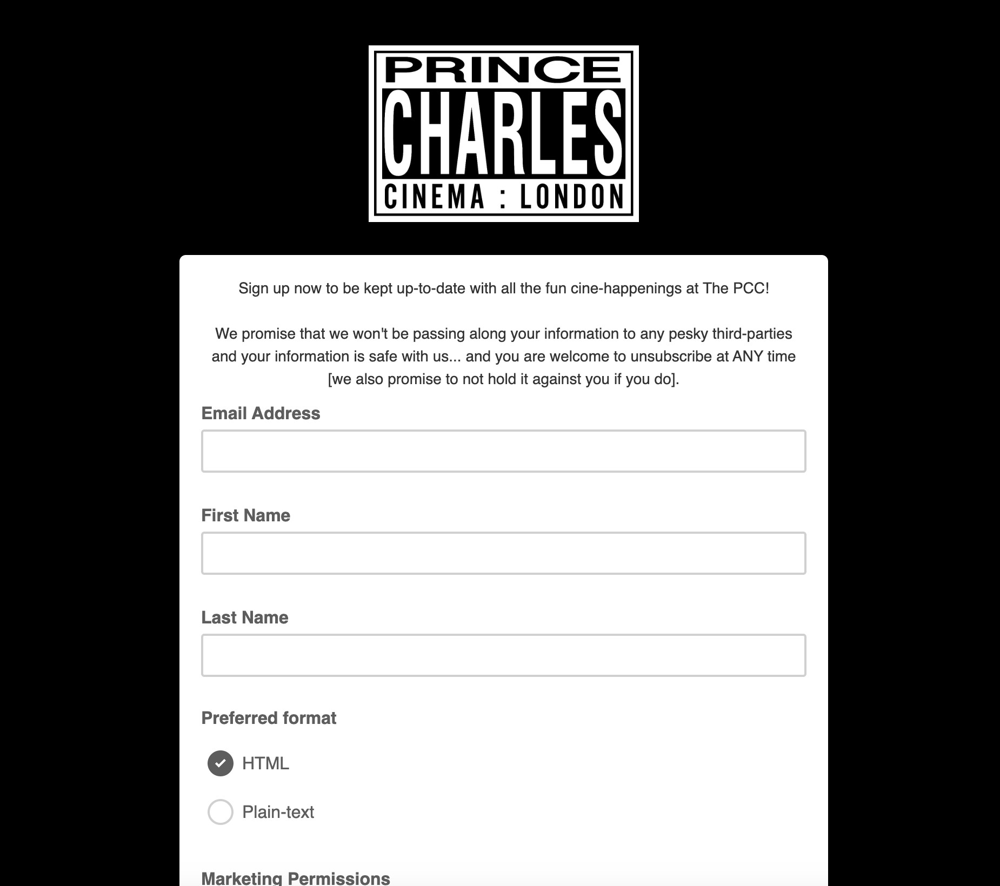 PRINCE
CHARLES
CINEMA : LONDON
Sign up now to be kept up-to-date with all the fun cine-happenings at The PCC!
We promise that we won't be passing along your information to any pesky third-parties
and your information is safe with us... and you are welcome to unsubscribe at ANY time
[we also promise to not hold it against you if you do].
Email Address
First Name
Last Name
Preferred format
HTML
Plain-text
Marketing Permissions